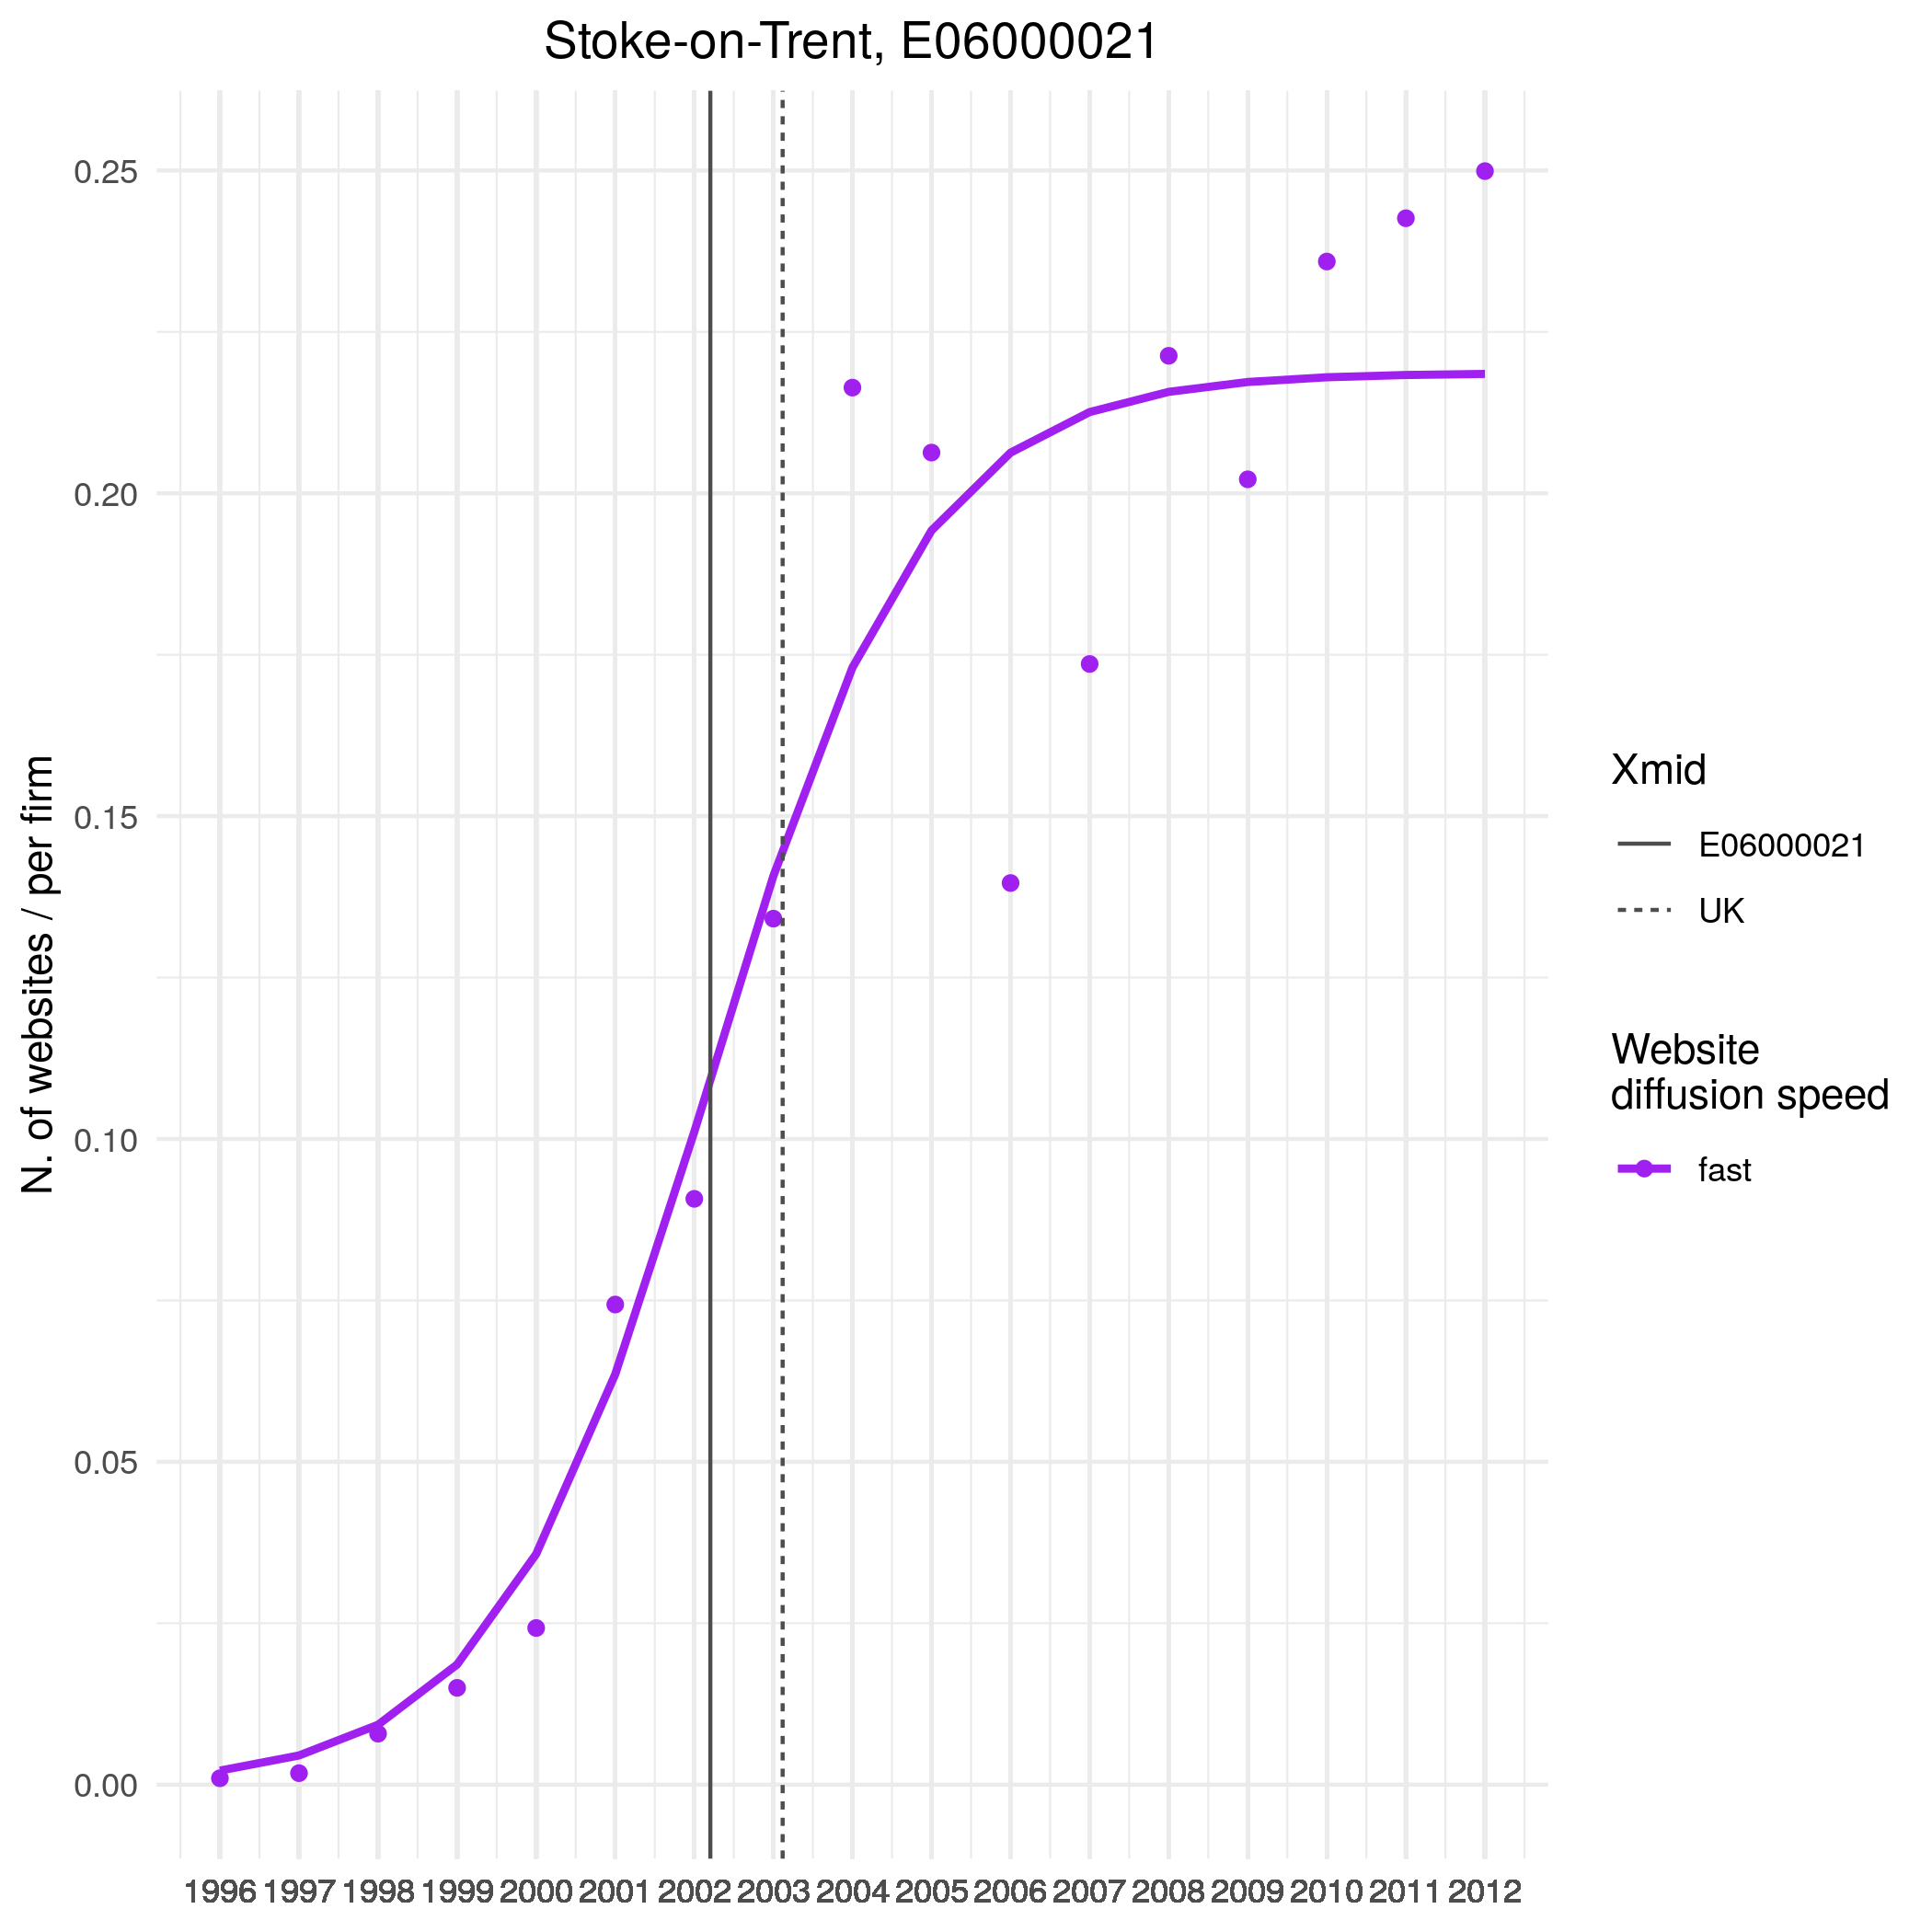 Stoke-on-Trent, E06000021
N. of websites / per firm
0.25
0.20
0.15
0.10
0.05
0.00
1996 1997 1998 1999 2000 2001 2002 2003 2004 2005 2006 2007 2008 2009 2010 2011 2012
Xmid
E06000021
UK
Website
diffusion speed
fast